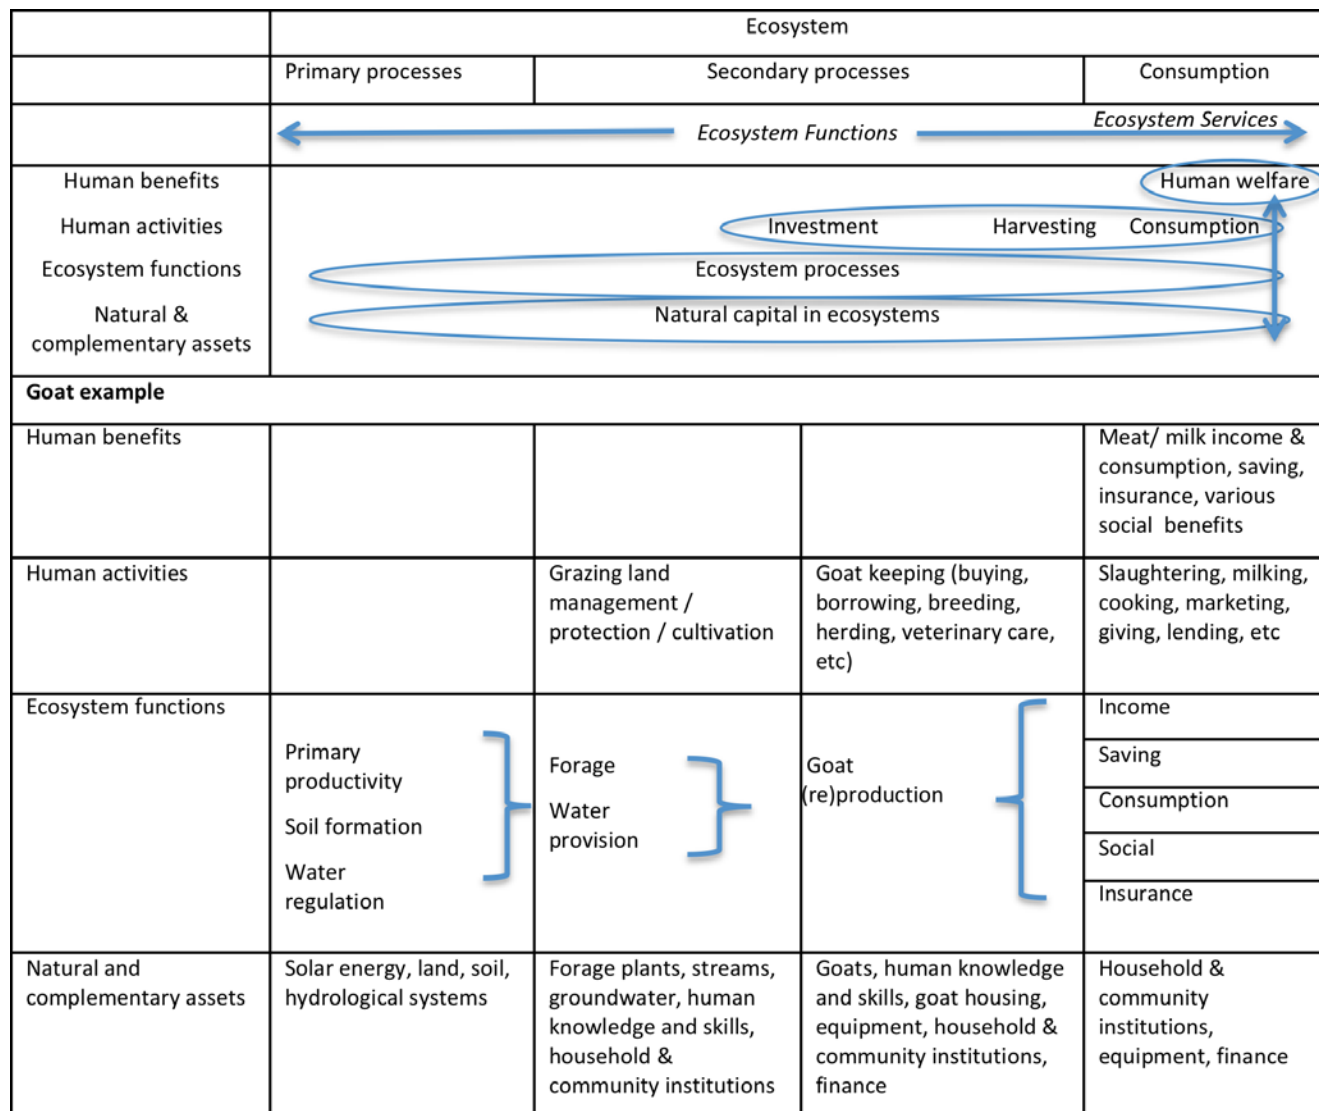 Ecosystem
Primary processes
Secondary processes
Consumption
Ecosystem Functions
Ecosystem Services
Human benefits
Human welfare
Human activities
Investment
Harvesting
Consumption
Ecosystem functions
Ecosystem processes
Natural &
complementary assets
Natural capital in ecosystems
Goat example
Human benefits
Meat/ milk income &
consumption, saving,
insurance, various
social benefits
Human activities
Grazing land
management /
protection / cultivation
Goat keeping (buying,
borrowing, breeding,
herding, veterinary care,
etc)
Slaughtering, milking,
cooking, marketing,
giving, lending, etc
Ecosystem functions
Primary
productivity
Soil formation
Water
regulation
Forage
Water
provision
Goat
(re)production
Income
Saving
Consumption
Social
Insurance
Natural and
complementary assets
Solar energy, land, soil,
hydrological systems
Forage plants, streams,
groundwater, human
knowledge and skills,
household &
community institutions
Goats, human knowledge
and skills, goat housing,
equipment, household &
community institutions,
finance
Household &
community
institutions,
equipment, finance